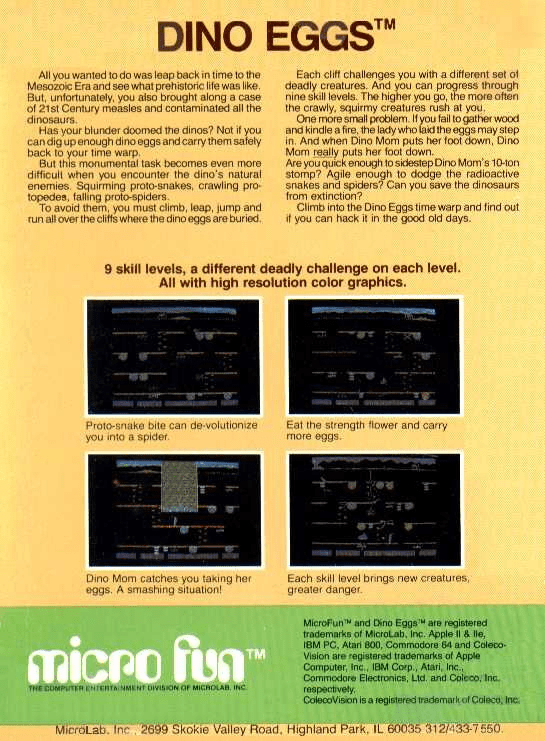 DINO EGGS™
All you wanted to do was leap back in time to the
Mesozoic Era and see what prehistoric life was like.
But, unfortunately, you also brought along a case
of 21st Century measles and contaminated all the
dinosaurs.
Has your blunder doomed the dinos? Not if you
can dig up enough dino eggs and carry them safely
back to your time warp.
But this monumental task becomes even more
difficult when you encounter the dino's natural
enemies. Squirming proto-snakes, crawling pro-
topedes, falling proto-spiders.
To avoid them, you must climb, leap, jump and
run all over the cliffs where the dino eggs are buried.
Each cliff challenges you with a different set of
deadly creatures. And you can progress through
nine skill levels. The higher you go, the more often
the crawly, squirmy creatures rush at you.
One more small problem. If you fail to gather wood
and kindle a fire, the lady who laid the eggs may step
in. And when Dino Mom puts her foot down, Dino
Mom really puts her foot down.
Are you quick enough to sidestep Dino Mom's 10-ton
stomp? Agile enough to dodge the radioactive
snakes and spiders? Can you save the dinosaurs
from extinction?
Climb into the Dino Eggs time warp and find out
if you can hack it in the good old days.
9 skill levels, a different deadly challenge on each level.
All with high resolution color graphics.
Proto-snake bite can de-volutionize
you into a spider.
Eat the strength flower and carry
more eggs.
Dino Mom catches you taking her
eggs. A smashing situation!
Each skill level brings new creatures,
greater danger.
micro fun™
THE COMPUTER ENTERTAINMENT DIVISION OF MICROLAB, INC.
MicroFun™ and Dino Eggs™ are registered
trademarks of MicroLab, Inc. Apple II & IIe,
IBM PC, Atari 800, Commodore 64 and Coleco-
Vision are registered trademarks of Apple
Computer, Inc., IBM Corp., Atari, Inc.,
Commodore Electronics, Ltd. and Coleco, Inc.
respectively.
ColecoVision is a registered trademark of Coleco, Inc.
MicroLab, Inc., 2699 Skokie Valley Road, Highland Park, IL 60035 312/433-7550